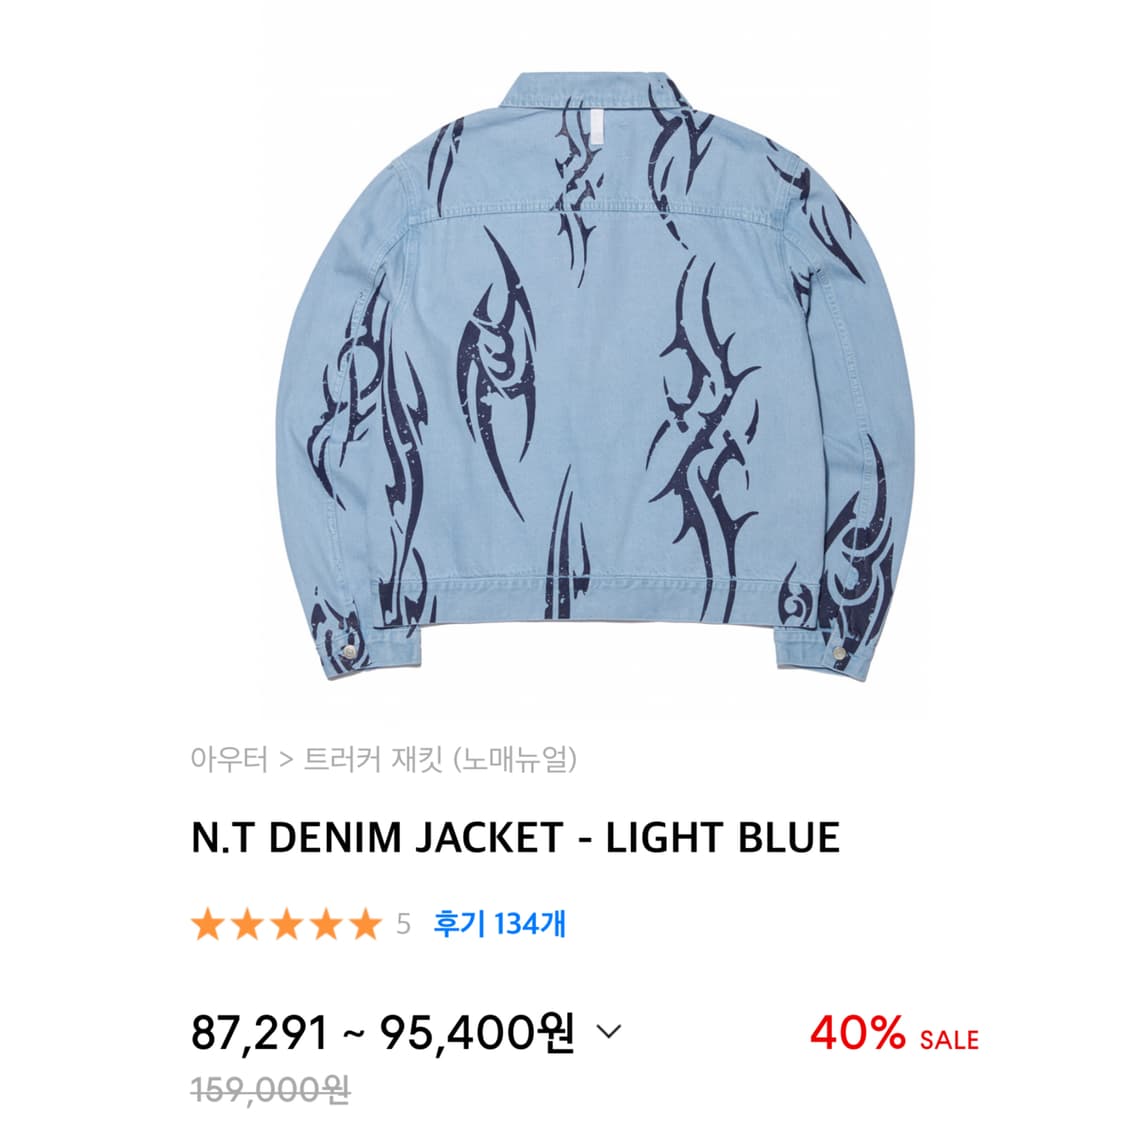 아우터 > 트러커 재킷 (노매뉴얼)
N.T DENIM JACKET - LIGHT BLUE
5 후기 134개
87,291 ~ 95,400원 40% SALE
159,000원